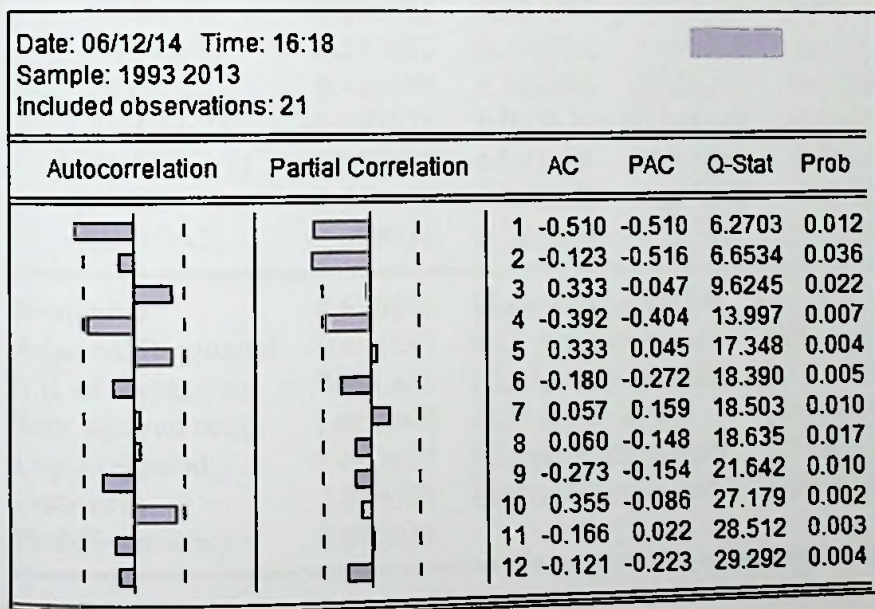 Date: 06/12/14 Time: 16:18
Sample: 1993 2013
Included observations: 21
Autocorrelation Partial Correlation AC PAC Q-Stat Prob
1 -0.510 -0.510 6.2703 0.012
2 -0.123 -0.516 6.6534 0.036
3 0.333 -0.047 9.6245 0.022
4 -0.392 -0.404 13.997 0.007
5 0.333 0.045 17.348 0.004
6 -0.180 -0.272 18.390 0.005
7 0.057 0.159 18.503 0.010
8 0.060 -0.148 18.635 0.017
9 -0.273 -0.154 21.642 0.010
10 0.355 -0.086 27.179 0.002
11 -0.166 0.022 28.512 0.003
12 -0.121 -0.223 29.292 0.004